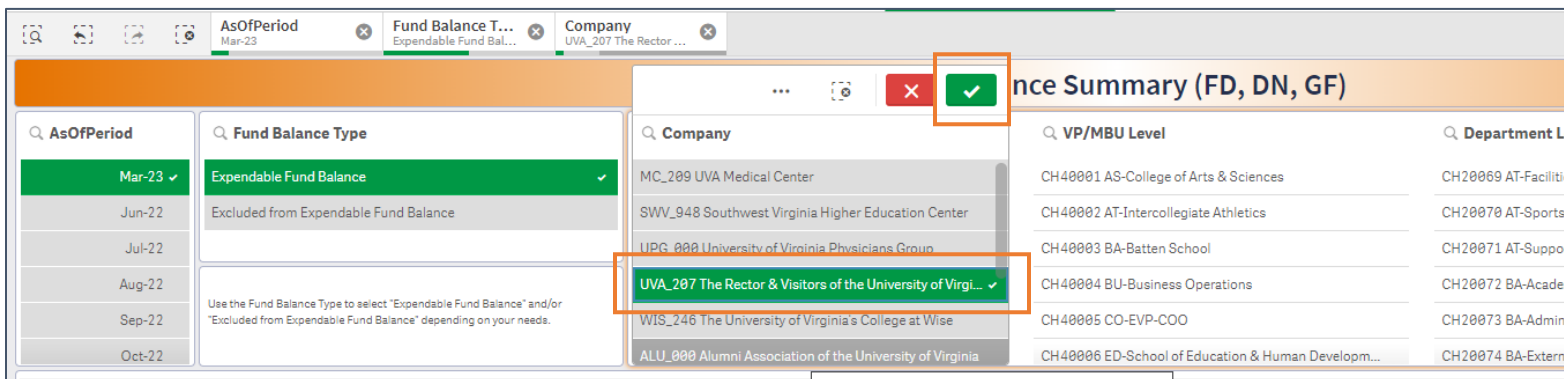 AsOfPeriod
Mar-23
Fund Balance T...
Expendable Fund Bal...
Company
UVA_207 The Rector ...
nce Summary (FD, DN, GF)
AsOfPeriod
Mar-23
Jun-22
Jul-22
Aug-22
Sep-22
Oct-22
Fund Balance Type
Expendable Fund Balance
Excluded from Expendable Fund Balance
Use the Fund Balance Type to select "Expendable Fund Balance" and/or
"Excluded from Expendable Fund Balance" depending on your needs.
Company
MC_209 UVA Medical Center
SWV_948 Southwest Virginia Higher Education Center
UPG_000 University of Virginia Physicians Group
UVA_207 The Rector & Visitors of the University of Virgi...
WIS_246 The University of Virginia's College at Wise
ALU_000 Alumni Association of the University of Virginia
VP/MBU Level
CH40001 AS-College of Arts & Sciences
CH40002 AT-Intercollegiate Athletics
CH40003 BA-Batten School
CH40004 BU-Business Operations
CH40005 CO-EVP-COO
CH40006 ED-School of Education & Human Developm...
Department L
CH20069 AT-Faciliti
CH20070 AT-Sports
CH20071 AT-Suppo
CH20072 BA-Acade
CH20073 BA-Admin
CH20074 BA-Extern